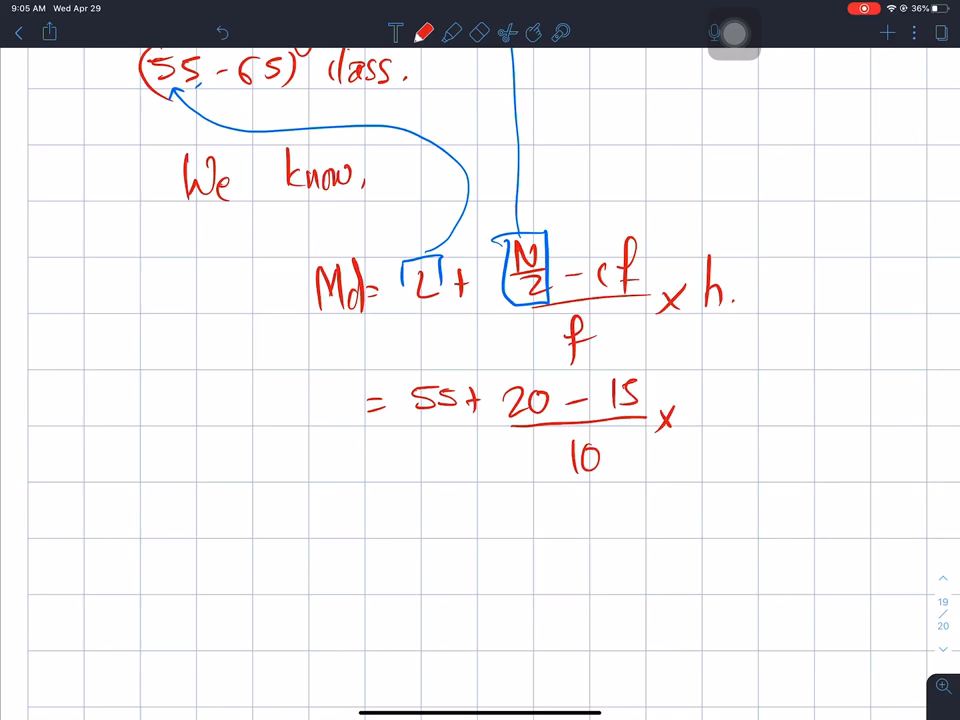 9:05 AM Wed Apr 29
36%
(55 - 65) class.
We know,
Md = L + N/2 - cf / f × h.
= 55 + 20 - 15 / 10 ×
19
/
20